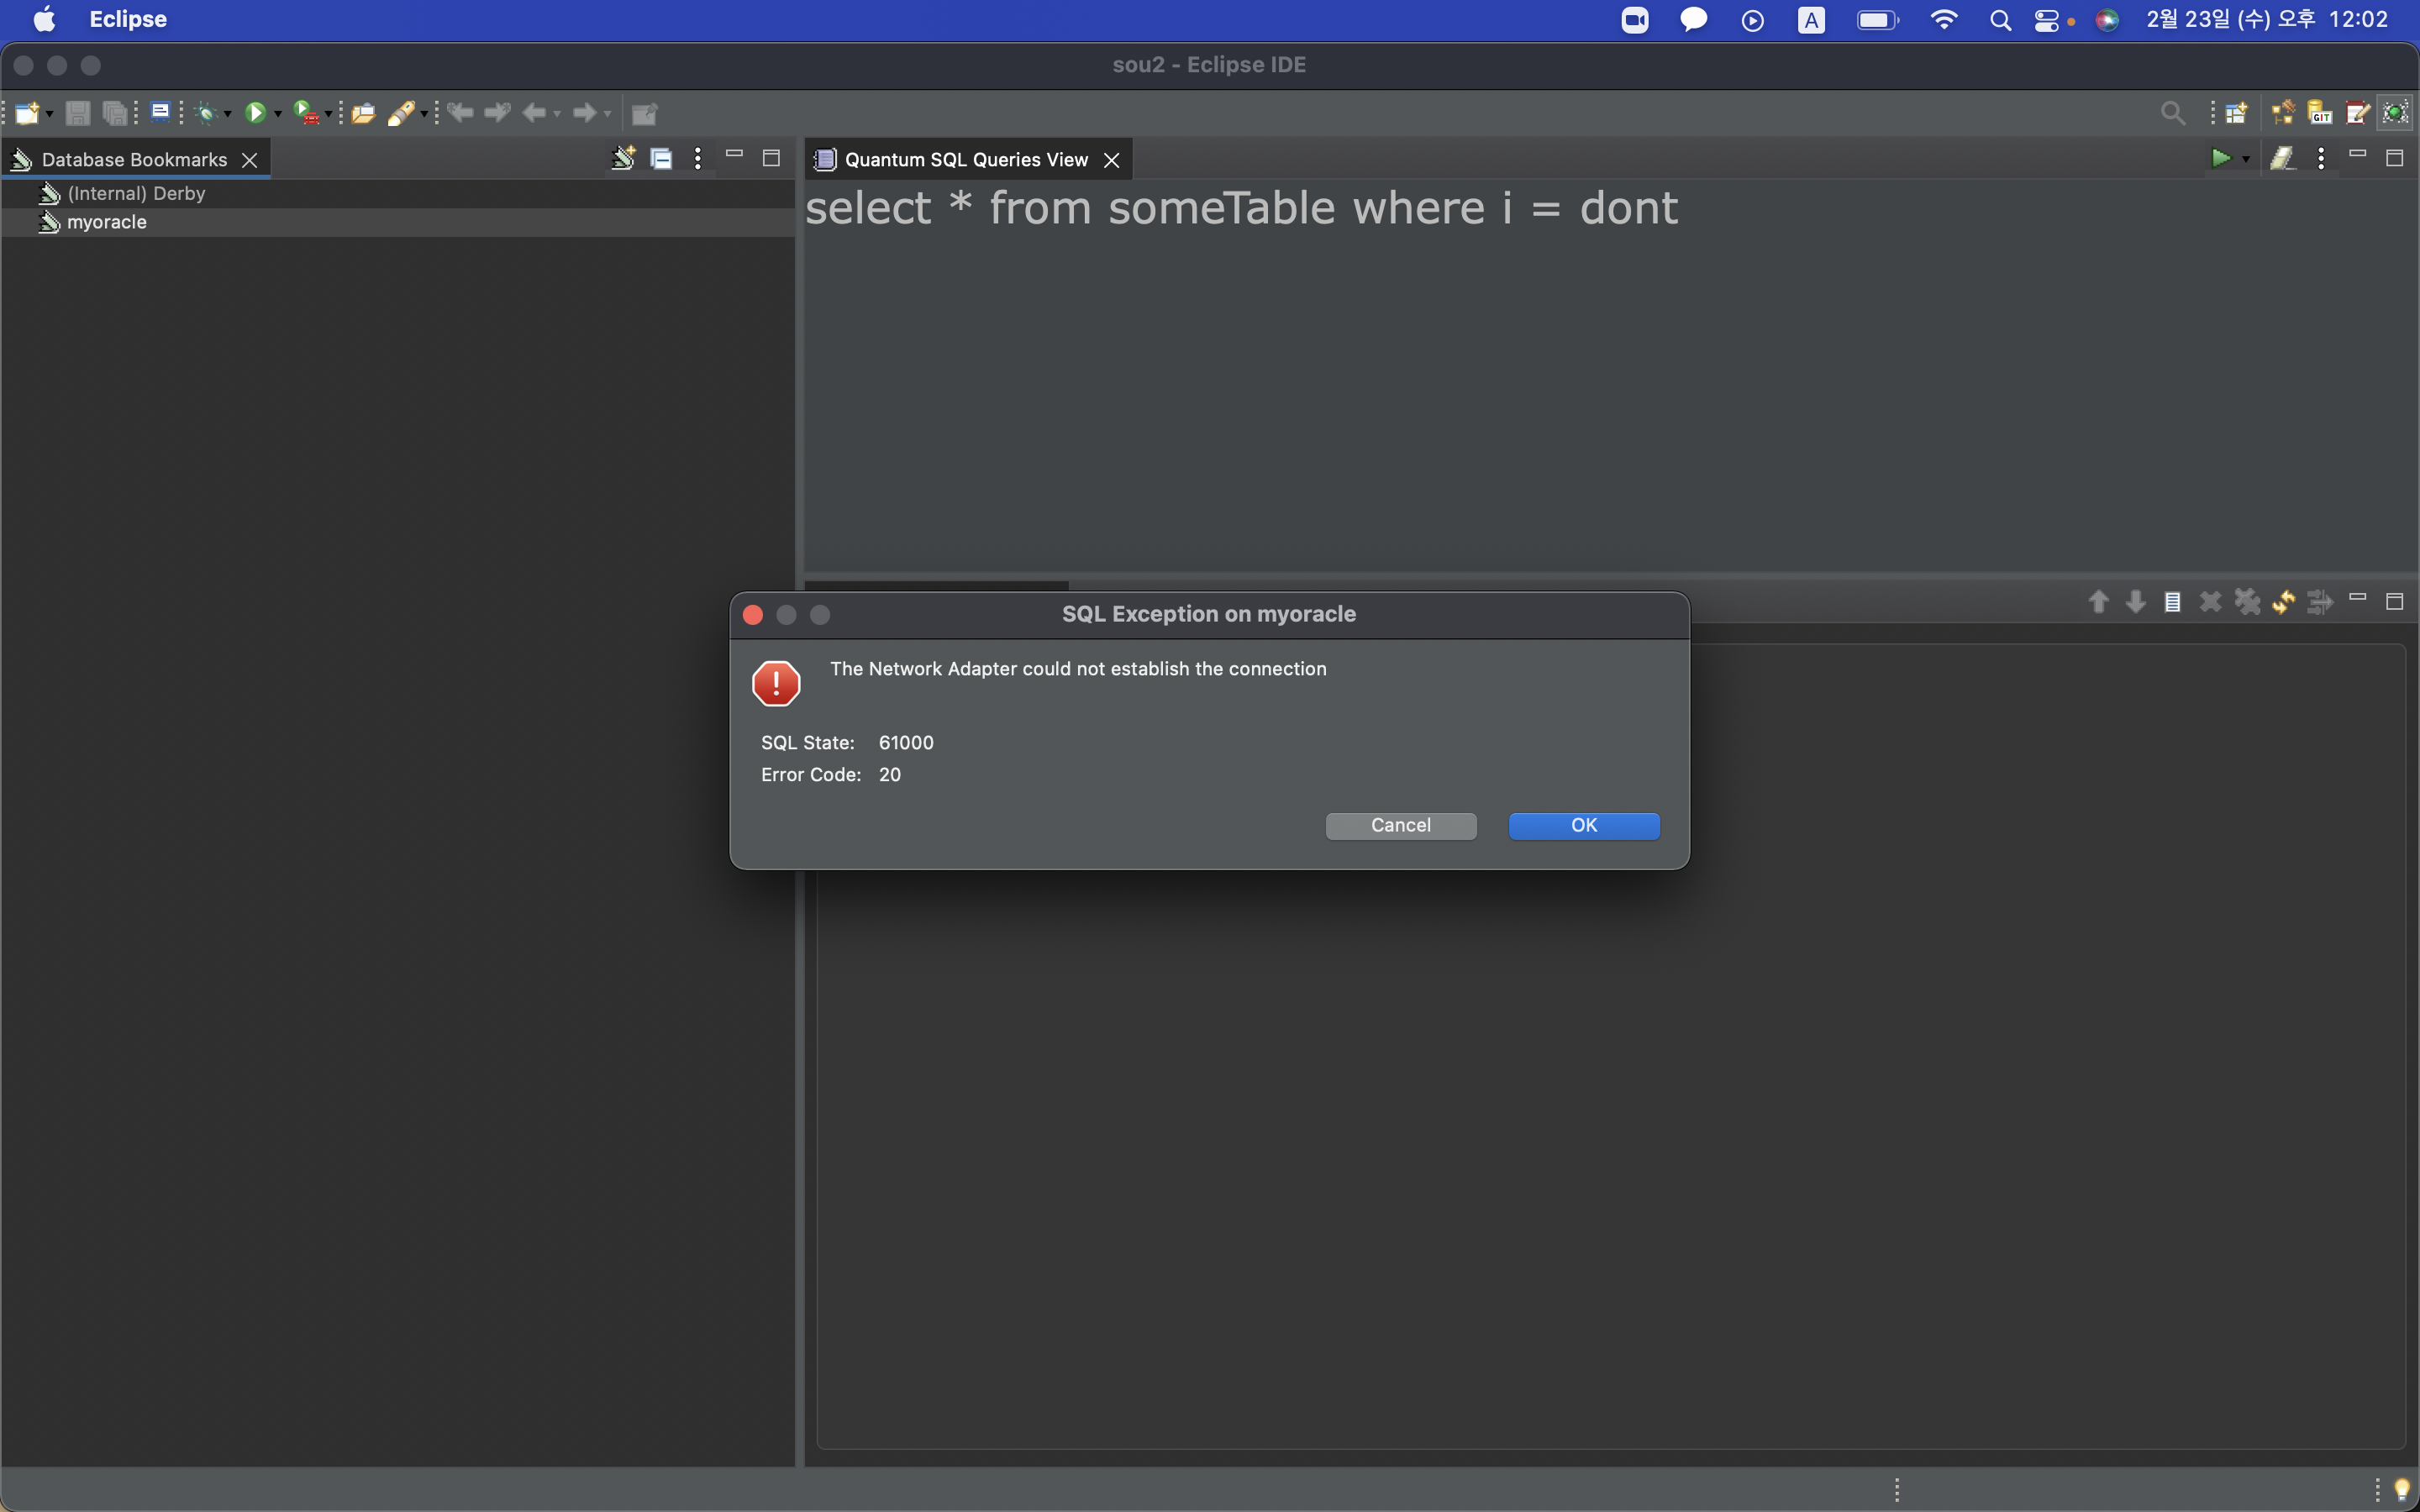 Eclipse
A
2월 23일 (수) 오후 12:02
sou2 - Eclipse IDE
GIT
Database Bookmarks
(Internal) Derby
myoracle
Quantum SQL Queries View
select * from someTable where i = dont
SQL Exception on myoracle
The Network Adapter could not establish the connection
SQL State: 61000
Error Code: 20
Cancel
OK